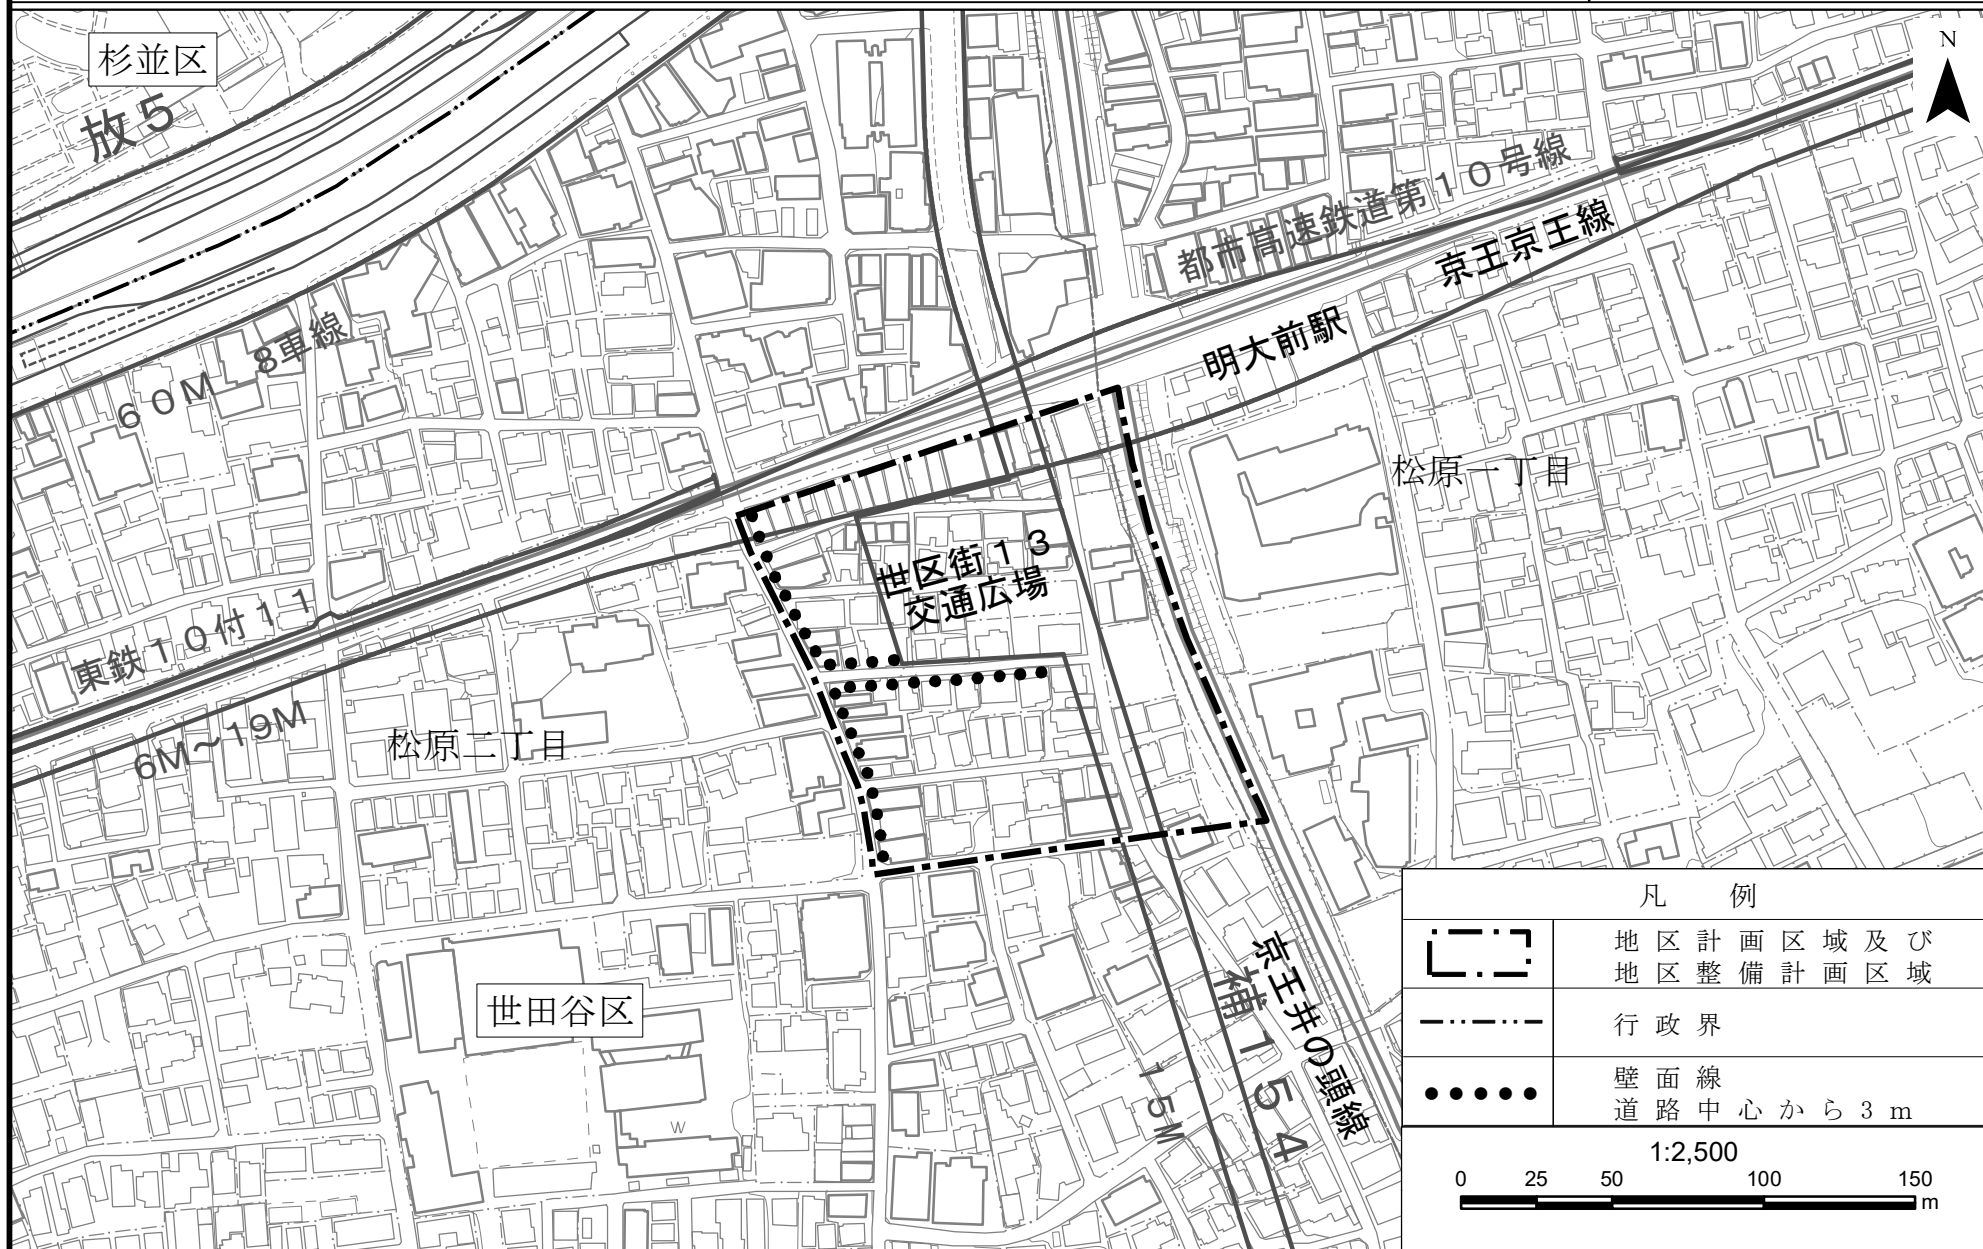 杉並区
放5
N
都市高速鉄道第10号線
京王京王線
明大前駅
60M 8車線
松原一丁目
世区街13
交通広場
東鉄10付11
6M～19M
松原二丁目
世田谷区
京王井の頭線
補154
15M
W
凡 例
地区計画区域及び
地区整備計画区域
行政界
壁面線
道路中心から3m
1:2,500
0 25 50 100 150
m